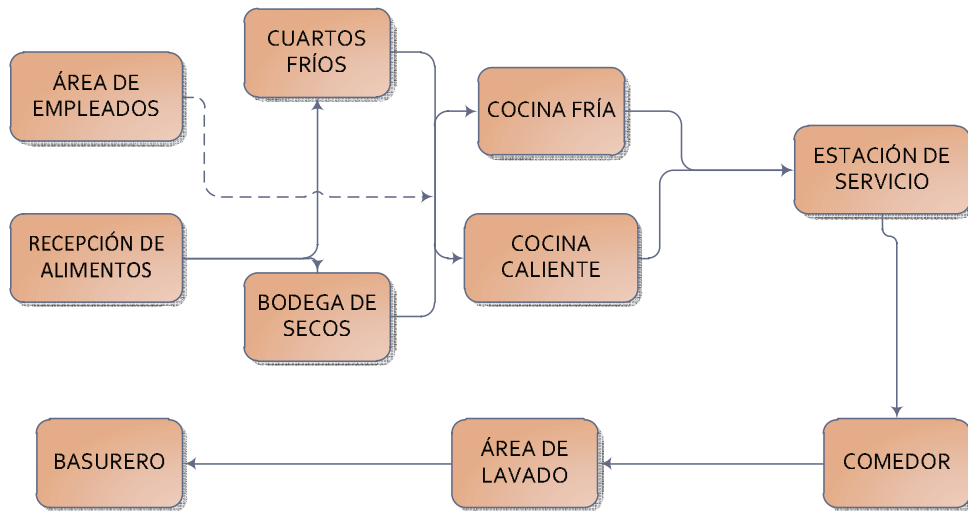 CUARTOS
FRÍOS
ÁREA DE
EMPLEADOS
COCINA FRÍA
ESTACIÓN DE
SERVICIO
RECEPCIÓN DE
ALIMENTOS
COCINA
CALIENTE
BODEGA DE
SECOS
BASURERO
ÁREA DE
LAVADO
COMEDOR